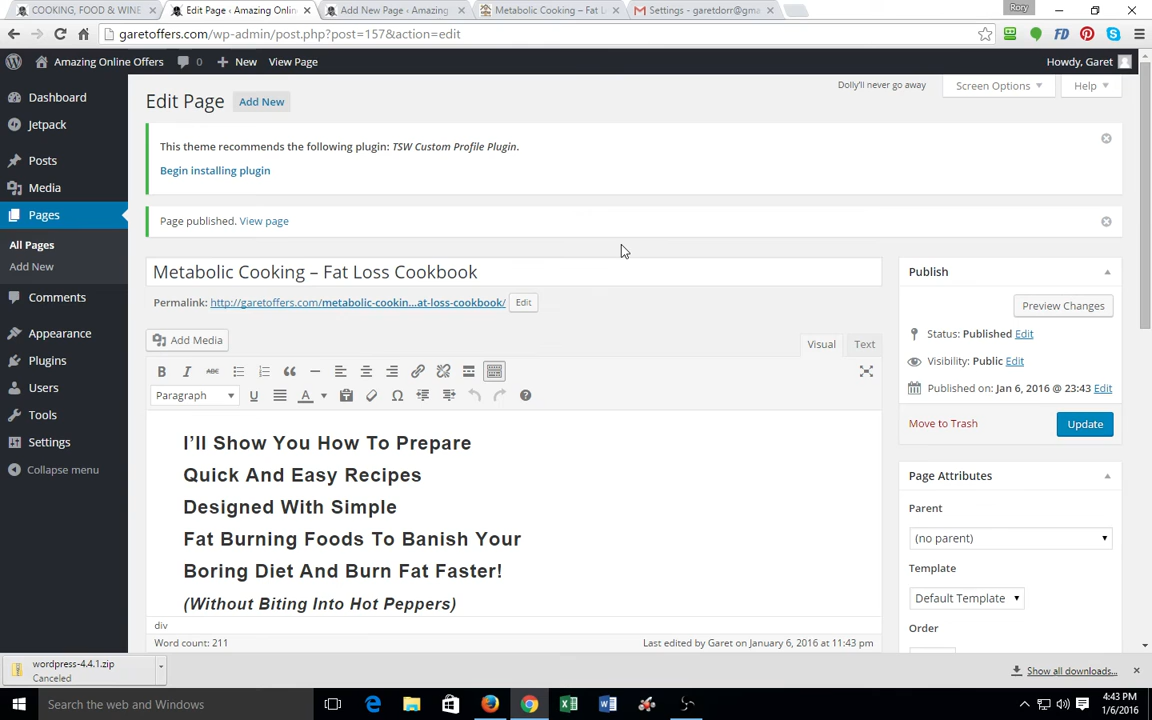 COOKING, FOOD & WINE
Edit Page ‹ Amazing Onlin
Add New Page ‹ Amazing
Metabolic Cooking – Fat L
Settings - garetdorr@gma
Rory
garetoffers.com/wp-admin/post.php?post=157&action=edit
Amazing Online Offers
0
New
View Page
Howdy, Garet
Dashboard
Jetpack
Posts
Media
Pages
All Pages
Add New
Comments
Appearance
Plugins
Users
Tools
Settings
Collapse menu
Edit Page
Add New
Dolly'll never go away
Screen Options
Help
This theme recommends the following plugin: TSW Custom Profile Plugin.
Begin installing plugin
Page published. View page
Metabolic Cooking – Fat Loss Cookbook
Permalink: http://garetoffers.com/metabolic-cookin...at-loss-cookbook/
Edit
Add Media
Visual
Text
B
I
ABC
Paragraph
U
A
I'll Show You How To Prepare
Quick And Easy Recipes
Designed With Simple
Fat Burning Foods To Banish Your
Boring Diet And Burn Fat Faster!
(Without Biting Into Hot Peppers)
div
Word count: 211
Last edited by Garet on January 6, 2016 at 11:43 pm
Publish
Preview Changes
Status: Published Edit
Visibility: Public Edit
Published on: Jan 6, 2016 @ 23:43 Edit
Move to Trash
Update
Page Attributes
Parent
(no parent)
Template
Default Template
Order
wordpress-4.4.1.zip
Canceled
Show all downloads...
Search the web and Windows
4:43 PM
1/6/2016